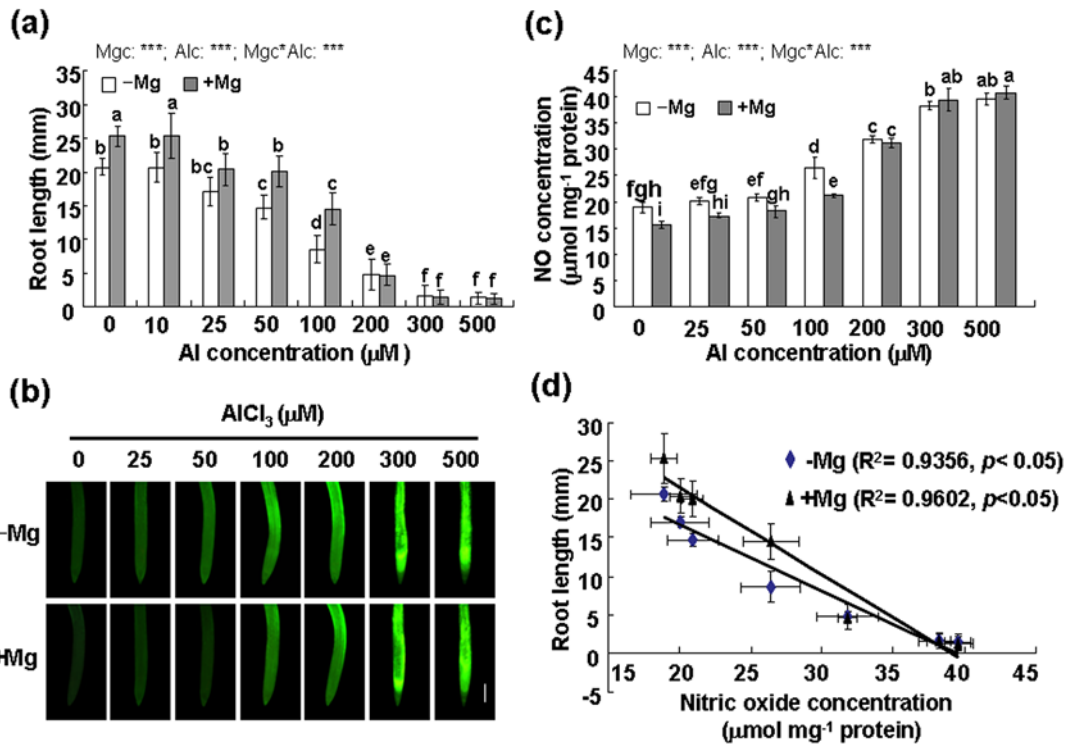 (a)
Mgc: ***; Alc: ***; Mgc*Alc: ***
−Mg +Mg
Root length (mm)
35
30
25
20
15
10
5
0
b a b a bc b c b d c e e f f f f
0 10 25 50 100 200 300 500
Al concentration (μM )
(c)
Mgc: ***; Alc: ***; Mgc*Alc: ***
−Mg +Mg
NO concentration
(μmol mg⁻¹ protein)
45
40
35
30
25
20
15
10
5
0
fgh i efg hi ef gh d e c c b ab ab a
0 25 50 100 200 300 500
Al concentration (μM)
(b)
AlCl₃ (μM)
0 25 50 100 200 300 500
−Mg
+Mg
(d)
Root length (mm)
30
25
20
15
10
5
0
-5
-Mg (R²= 0.9356, p< 0.05)
+Mg (R²= 0.9602, p<0.05)
15 20 25 30 35 40 45
Nitric oxide concentration
(μmol mg⁻¹ protein)